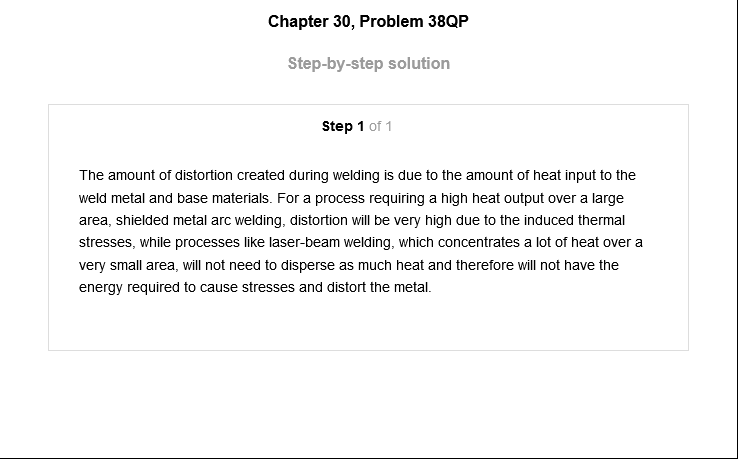 Chapter 30, Problem 38QP
Step-by-step solution
Step 1 of 1
The amount of distortion created during welding is due to the amount of heat input to the
weld metal and base materials. For a process requiring a high heat output over a large
area, shielded metal arc welding, distortion will be very high due to the induced thermal
stresses, while processes like laser-beam welding, which concentrates a lot of heat over a
very small area, will not need to disperse as much heat and therefore will not have the
energy required to cause stresses and distort the metal.